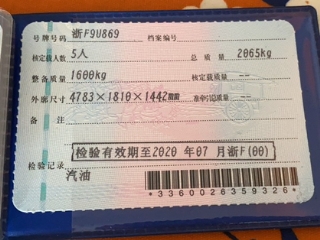 号牌号码 浙F9U869 档案编号
核定载人数 5人 总质量 2065kg
整备质量 1600kg 核定载质量 --
外廓尺寸 4783×1810×1442mm 准牵引总质量 --
备注
检验有效期至2020 年07 月浙F(00)
检验记录
汽油
*3360026359326*